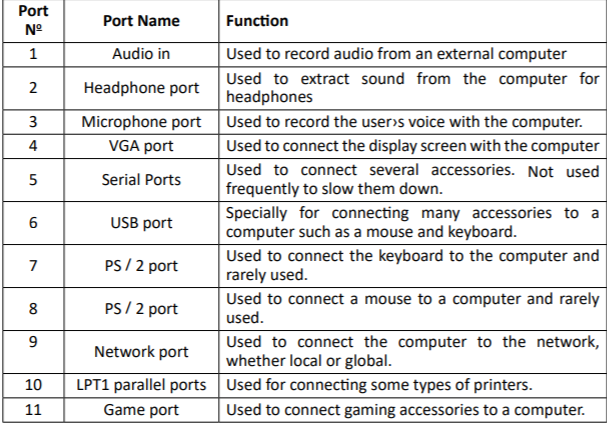 Port Nº Port Name Function
1 Audio in Used to record audio from an external computer
2 Headphone port Used to extract sound from the computer for
headphones
3 Microphone port Used to record the user›s voice with the computer.
4 VGA port Used to connect the display screen with the computer
5 Serial Ports Used to connect several accessories. Not used
frequently to slow them down.
6 USB port Specially for connecting many accessories to a
computer such as a mouse and keyboard.
7 PS / 2 port Used to connect the keyboard to the computer and
rarely used.
8 PS / 2 port Used to connect a mouse to a computer and rarely
used.
9 Network port Used to connect the computer to the network,
whether local or global.
10 LPT1 parallel ports Used for connecting some types of printers.
11 Game port Used to connect gaming accessories to a computer.